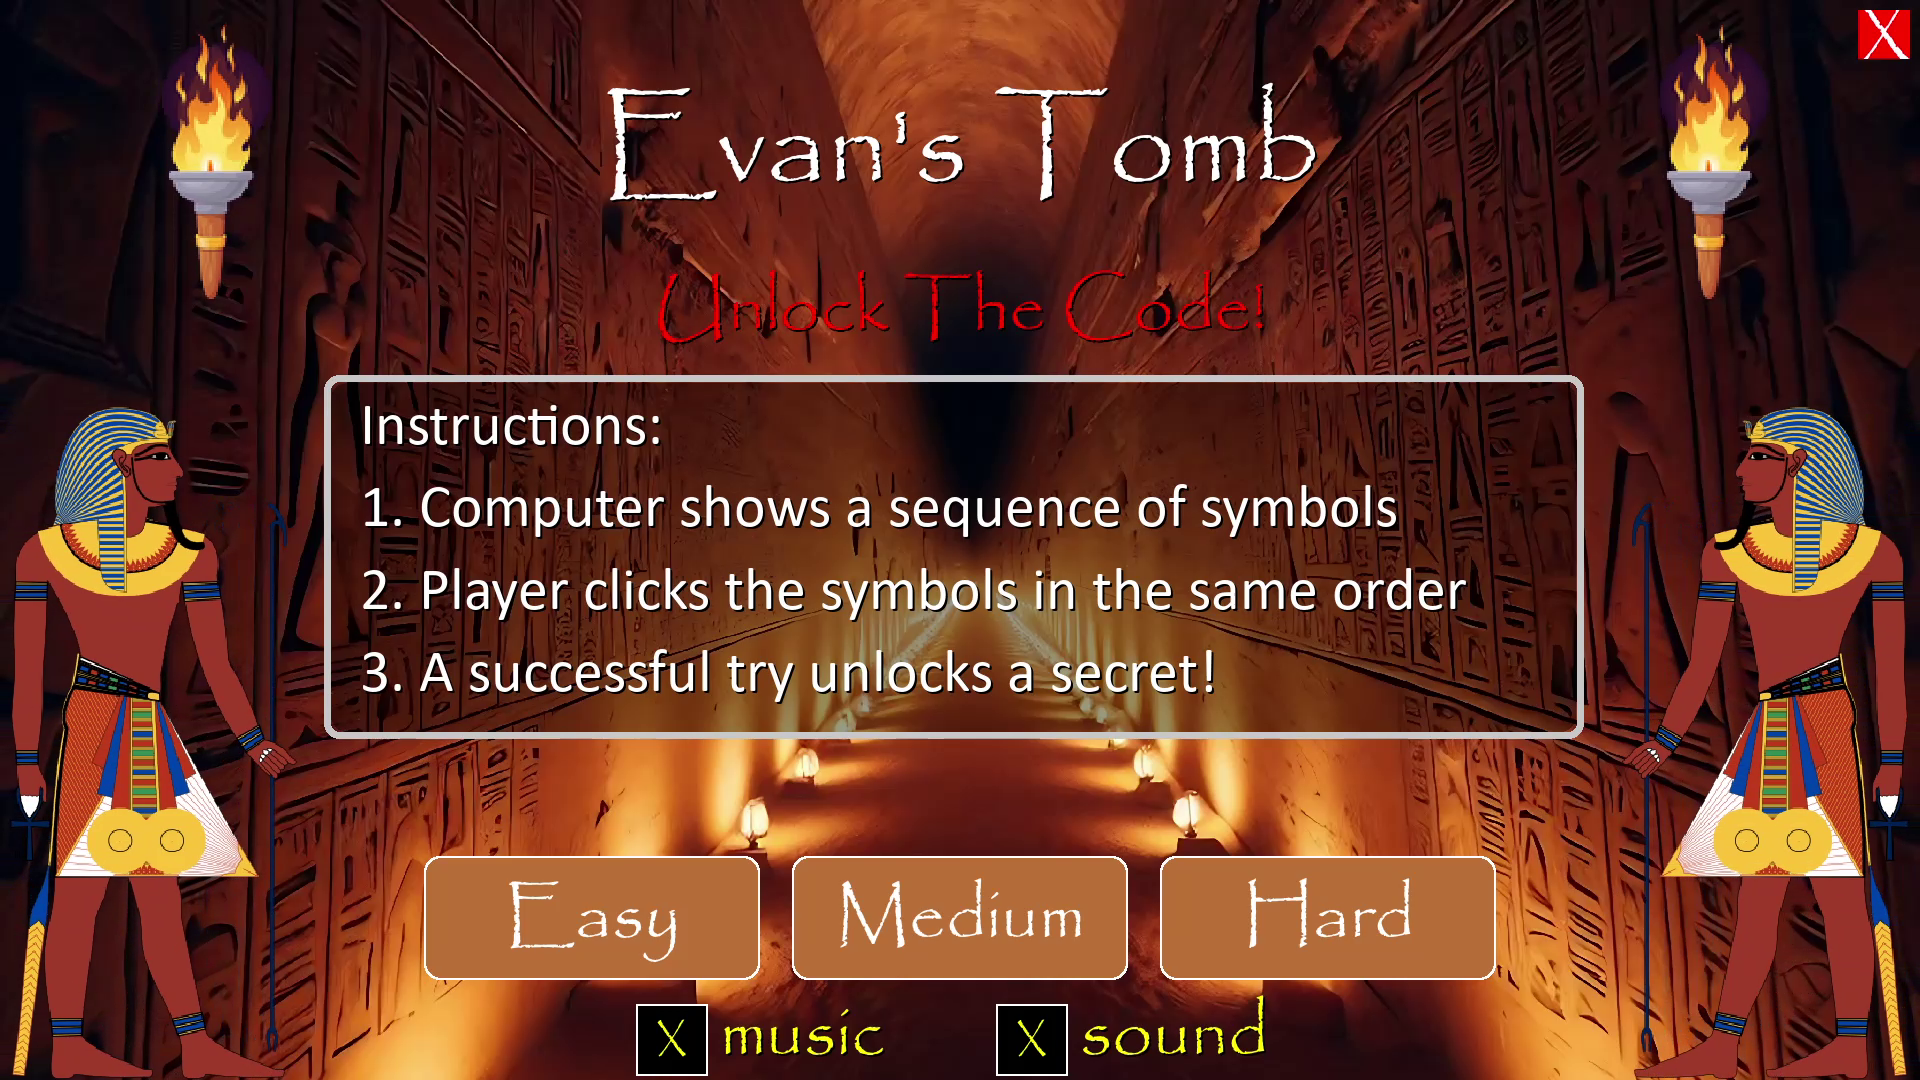 X
Evan's Tomb
Unlock The Code!
Instructions:
1. Computer shows a sequence of symbols
2. Player clicks the symbols in the same order
3. A successful try unlocks a secret!
Easy Medium Hard
X music X sound